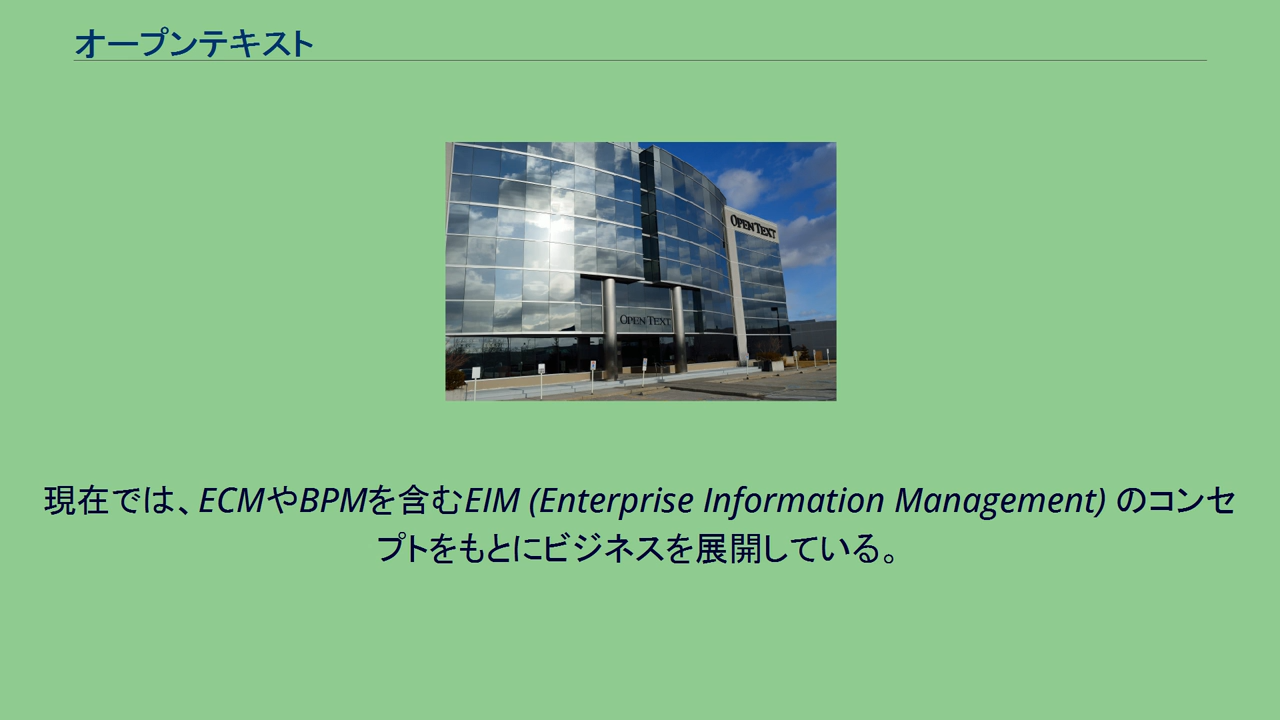 オープンテキスト
OPEN TEXT
OPEN TEXT
現在では、ECMやBPMを含むEIM (Enterprise Information Management) のコンセ
プトをもとにビジネスを展開している。